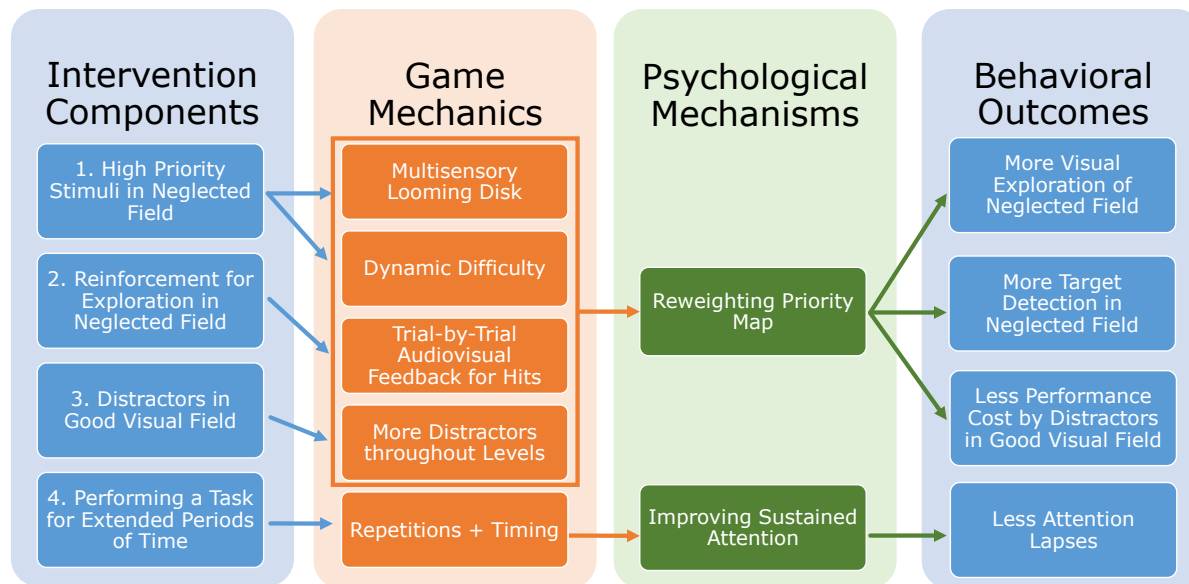 Intervention
Components
1. High Priority
Stimuli in Neglected
Field
2. Reinforcement for
Exploration in
Neglected Field
3. Distractors in
Good Visual Field
4. Performing a Task
for Extended Periods
of Time
Game
Mechanics
Multisensory
Looming Disk
Dynamic Difficulty
Trial-by-Trial
Audiovisual
Feedback for Hits
More Distractors
throughout Levels
Repetitions + Timing
Psychological
Mechanisms
Reweighting Priority
Map
Improving Sustained
Attention
Behavioral
Outcomes
More Visual
Exploration of
Neglected Field
More Target
Detection in
Neglected Field
Less Performance
Cost by Distractors
in Good Visual Field
Less Attention
Lapses